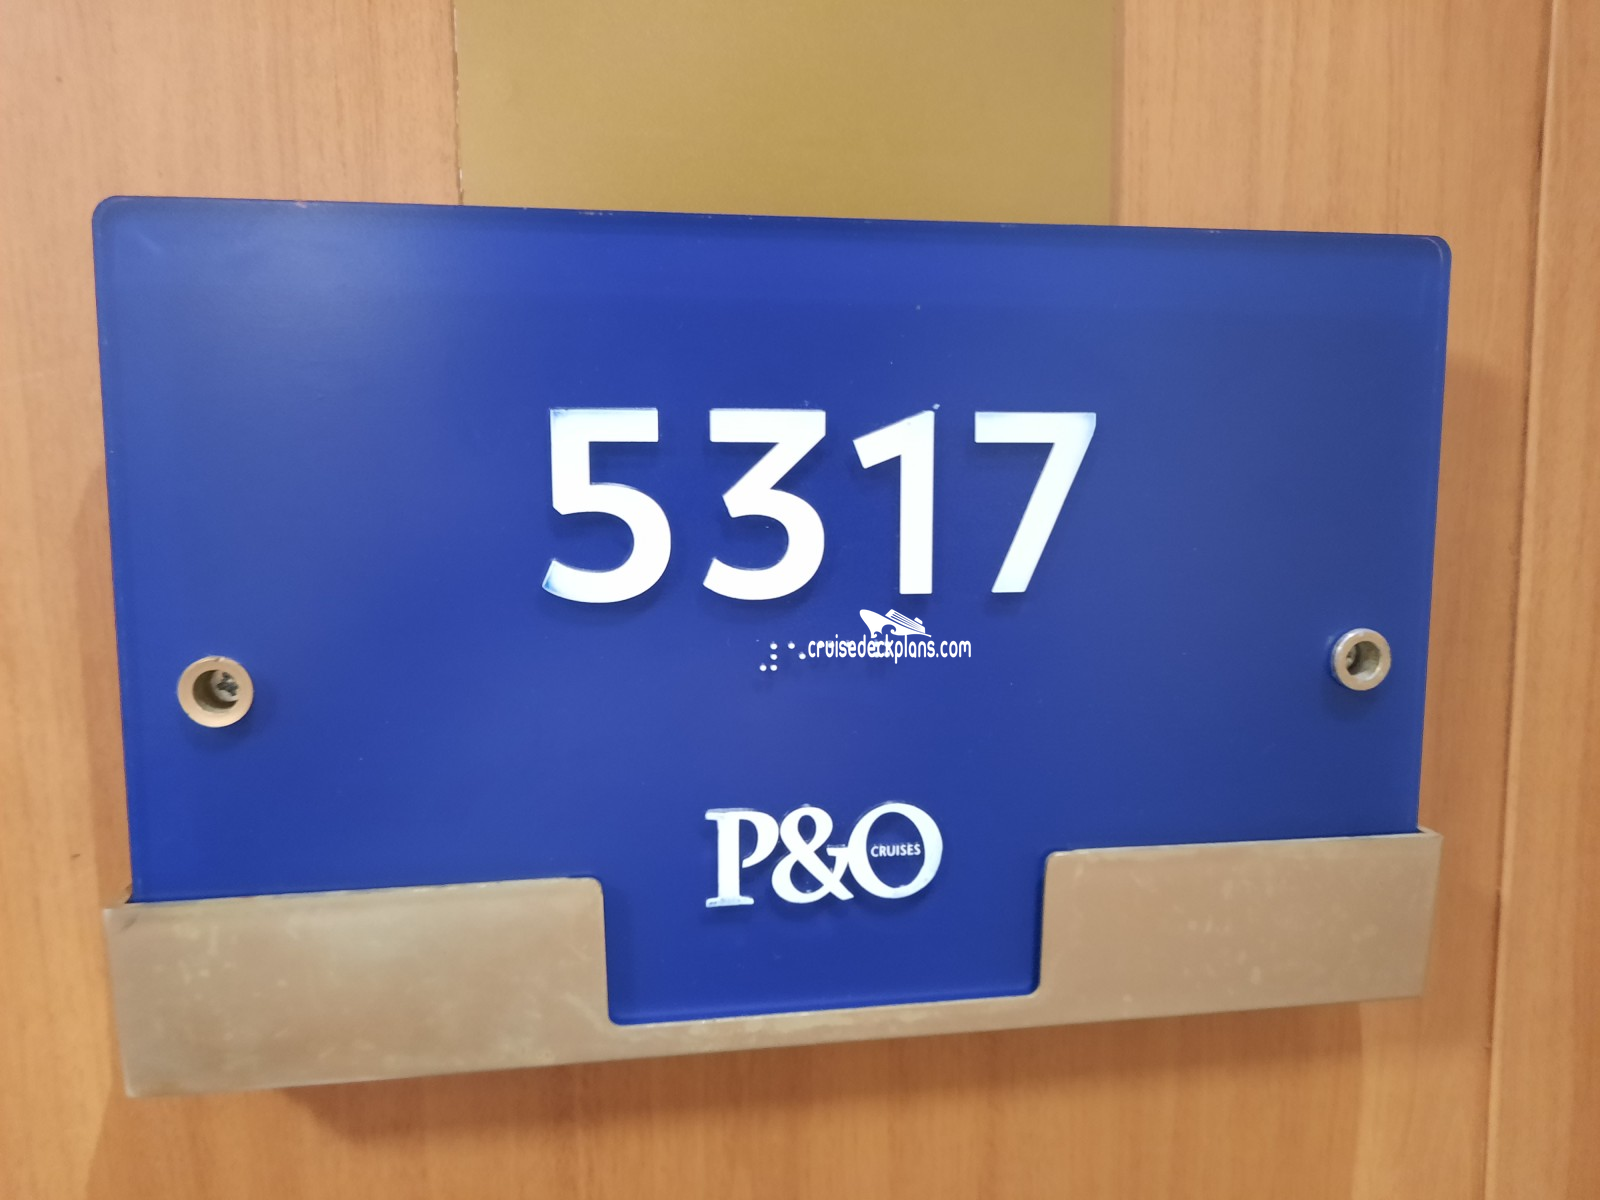 5317
cruisedeckplans.com
P&O
CRUISES